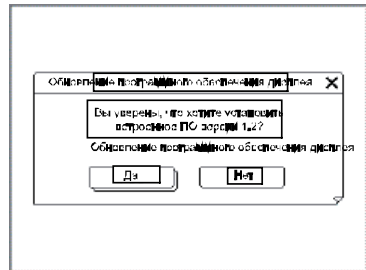 Обновление программного обеспечения дисплея
Вы уверены, что хотите установить
встроенное ПО версии 1.2?
Обновление программного обеспечения дисплея
Да
Нет